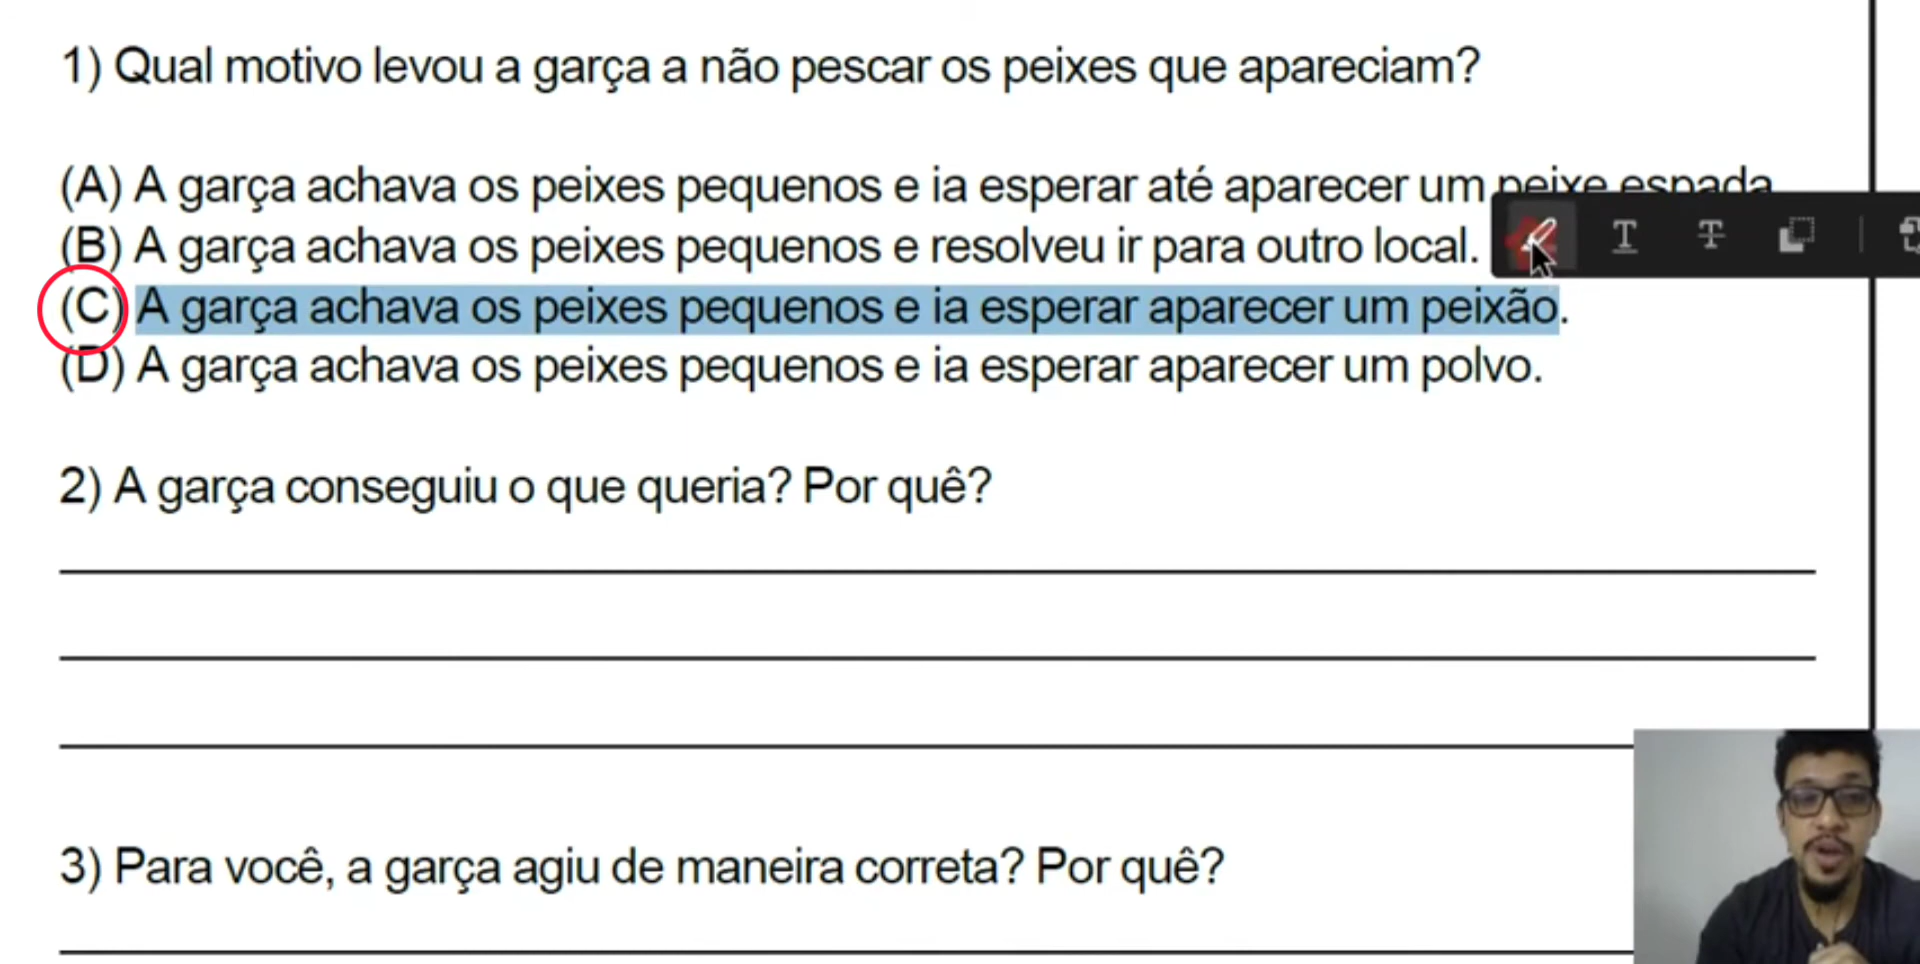 1) Qual motivo levou a garça a não pescar os peixes que apareciam?
(A) A garça achava os peixes pequenos e ia esperar até aparecer um peixe espada
(B) A garça achava os peixes pequenos e resolveu ir para outro local.
(C) A garça achava os peixes pequenos e ia esperar aparecer um peixão.
(D) A garça achava os peixes pequenos e ia esperar aparecer um polvo.
2) A garça conseguiu o que queria? Por quê?
3) Para você, a garça agiu de maneira correta? Por quê?